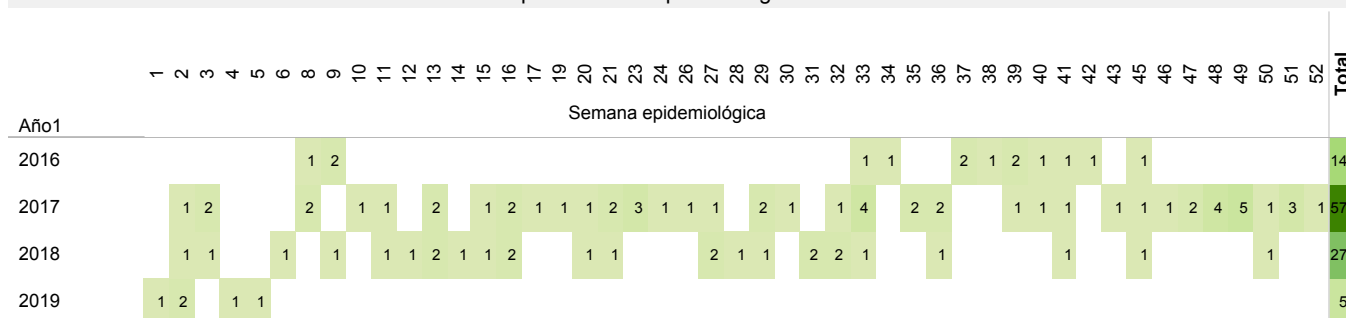 1 2 3 4 5 6 8 9 10 11 12 13 14 15 16 17 19 20 21 23 24 26 27 28 29 30 31 32 33 34 35 36 37 38 39 40 41 42 43 45 46 47 48 49 50 51 52 Total
Semana epidemiológica
Año1
2016 1 2 1 1 2 1 2 1 1 1 1 14
2017 1 2 2 1 1 2 1 2 1 1 1 2 3 1 1 1 2 1 1 4 2 2 1 1 1 1 1 1 2 4 5 1 3 1 57
2018 1 1 1 1 1 1 2 1 1 2 1 1 2 1 1 2 2 1 1 1 1 1 27
2019 1 2 1 1 5